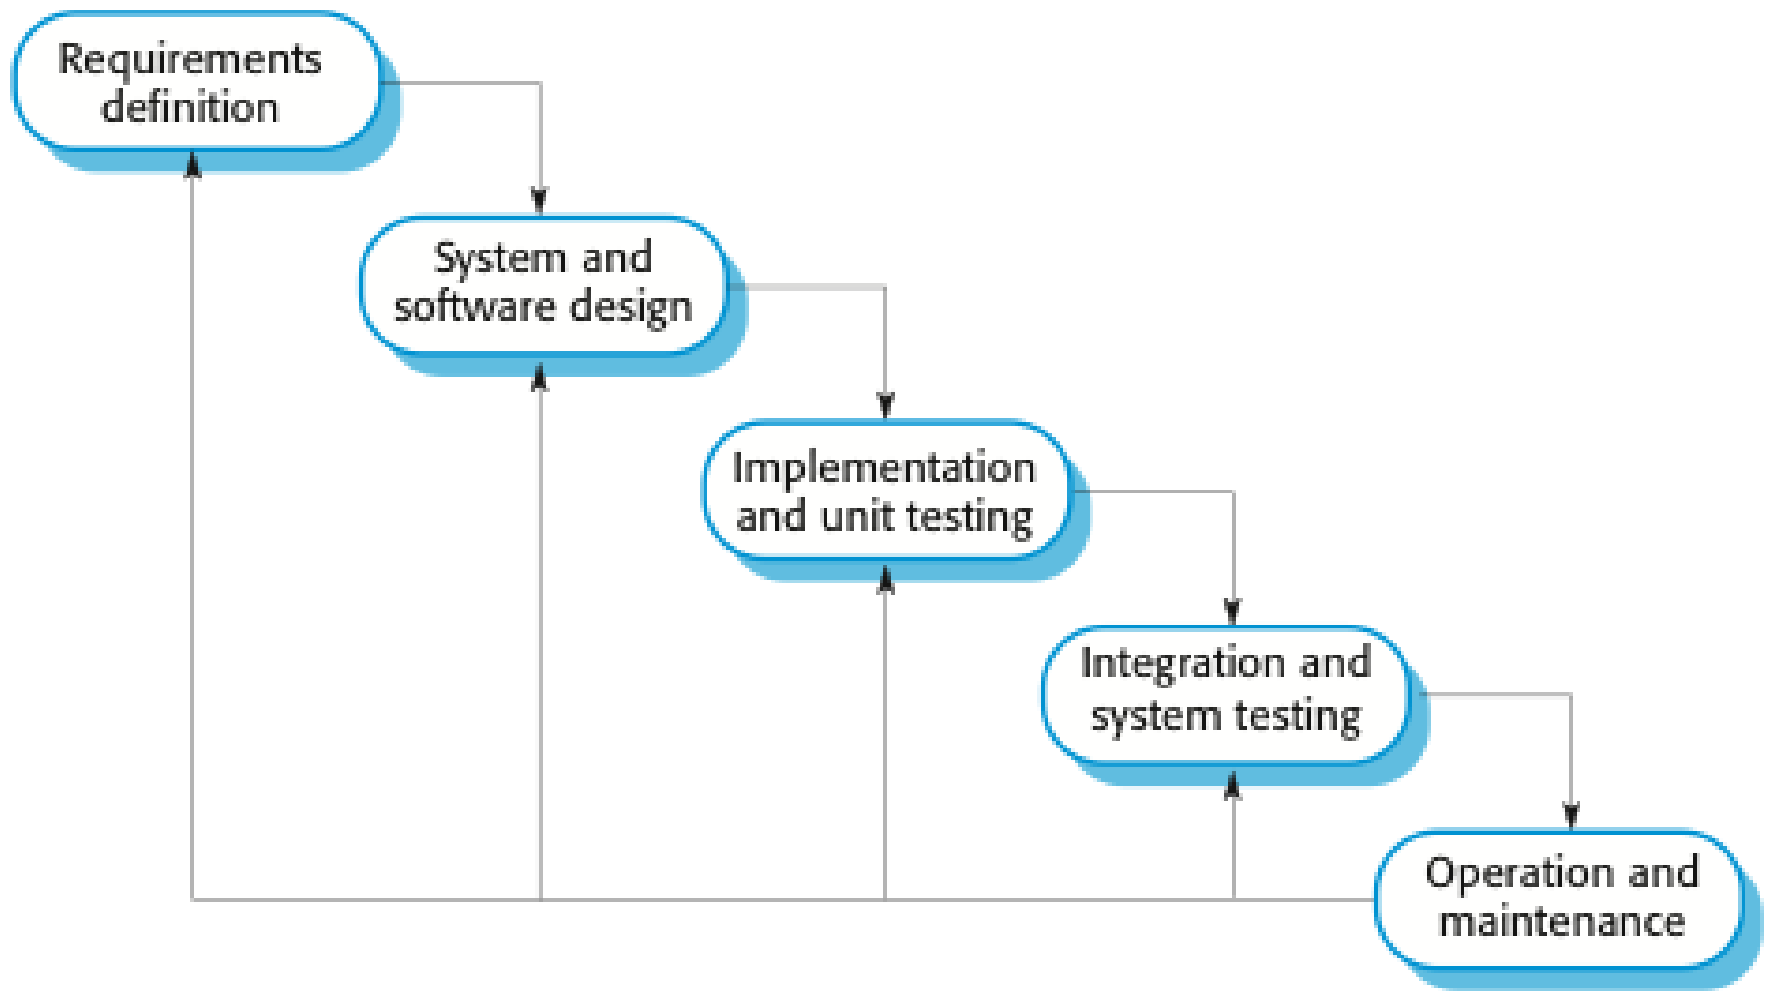 Requirements
definition
System and
software design
Implementation
and unit testing
Integration and
system testing
Operation and
maintenance